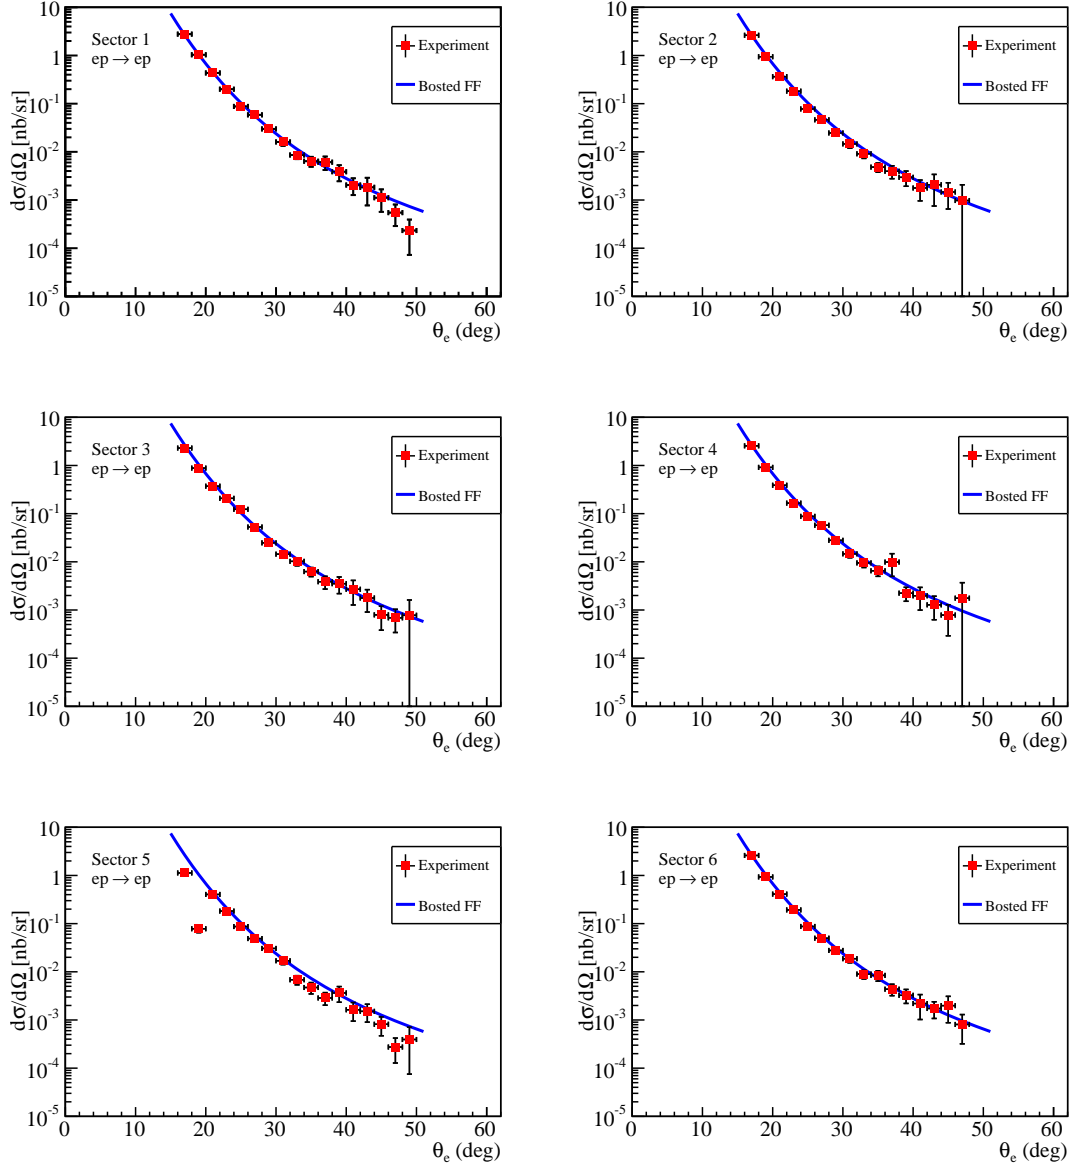 10
1
10⁻¹
10⁻²
10⁻³
10⁻⁴
10⁻⁵
dσ/dΩ [nb/sr]
Sector 1
ep → ep
Experiment
Bosted FF
0 10 20 30 40 50 60
θₑ (deg)
10
1
10⁻¹
10⁻²
10⁻³
10⁻⁴
10⁻⁵
dσ/dΩ [nb/sr]
Sector 2
ep → ep
Experiment
Bosted FF
0 10 20 30 40 50 60
θₑ (deg)
10
1
10⁻¹
10⁻²
10⁻³
10⁻⁴
10⁻⁵
dσ/dΩ [nb/sr]
Sector 3
ep → ep
Experiment
Bosted FF
0 10 20 30 40 50 60
θₑ (deg)
10
1
10⁻¹
10⁻²
10⁻³
10⁻⁴
10⁻⁵
dσ/dΩ [nb/sr]
Sector 4
ep → ep
Experiment
Bosted FF
0 10 20 30 40 50 60
θₑ (deg)
10
1
10⁻¹
10⁻²
10⁻³
10⁻⁴
10⁻⁵
dσ/dΩ [nb/sr]
Sector 5
ep → ep
Experiment
Bosted FF
0 10 20 30 40 50 60
θₑ (deg)
10
1
10⁻¹
10⁻²
10⁻³
10⁻⁴
10⁻⁵
dσ/dΩ [nb/sr]
Sector 6
ep → ep
Experiment
Bosted FF
0 10 20 30 40 50 60
θₑ (deg)